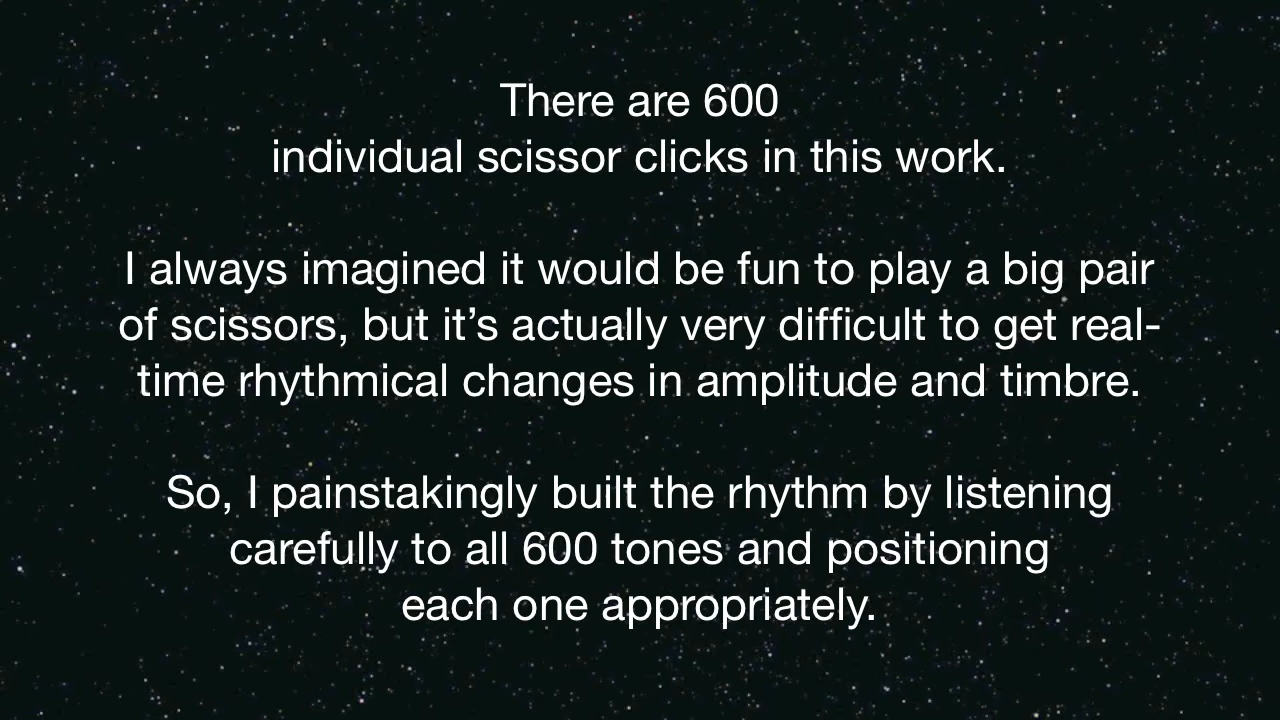 There are 600
individual scissor clicks in this work.
I always imagined it would be fun to play a big pair
of scissors, but it’s actually very difficult to get real-
time rhythmical changes in amplitude and timbre.
So, I painstakingly built the rhythm by listening
carefully to all 600 tones and positioning
each one appropriately.